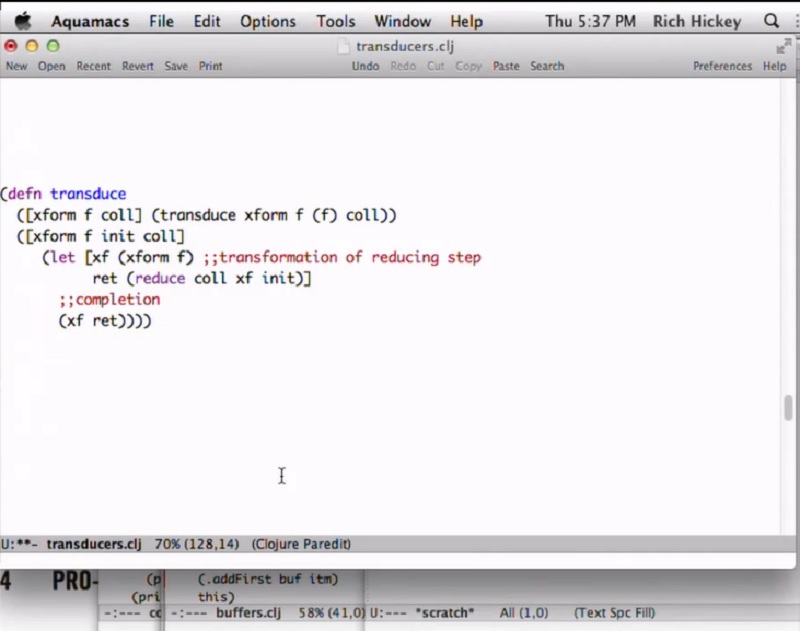 Aquamacs File Edit Options Tools Window Help Thu 5:37 PM Rich Hickey
transducers.clj
New Open Recent Revert Save Print Undo Redo Cut Copy Paste Search Preferences Help
(defn transduce
([xform f coll] (transduce xform f (f) coll))
([xform f init coll]
(let [xf (xform f) ;;transformation of reducing step
ret (reduce coll xf init)]
;;completion
(xf ret))))
U:**- transducers.clj 70% (128,14) (Clojure Paredit)
4 PRO- (p (.addFirst buf itm)
(pri this)
-:--- co -:--- buffers.clj 58% (41,0) U:--- *scratch* All (1,0) (Text Spc Fill)